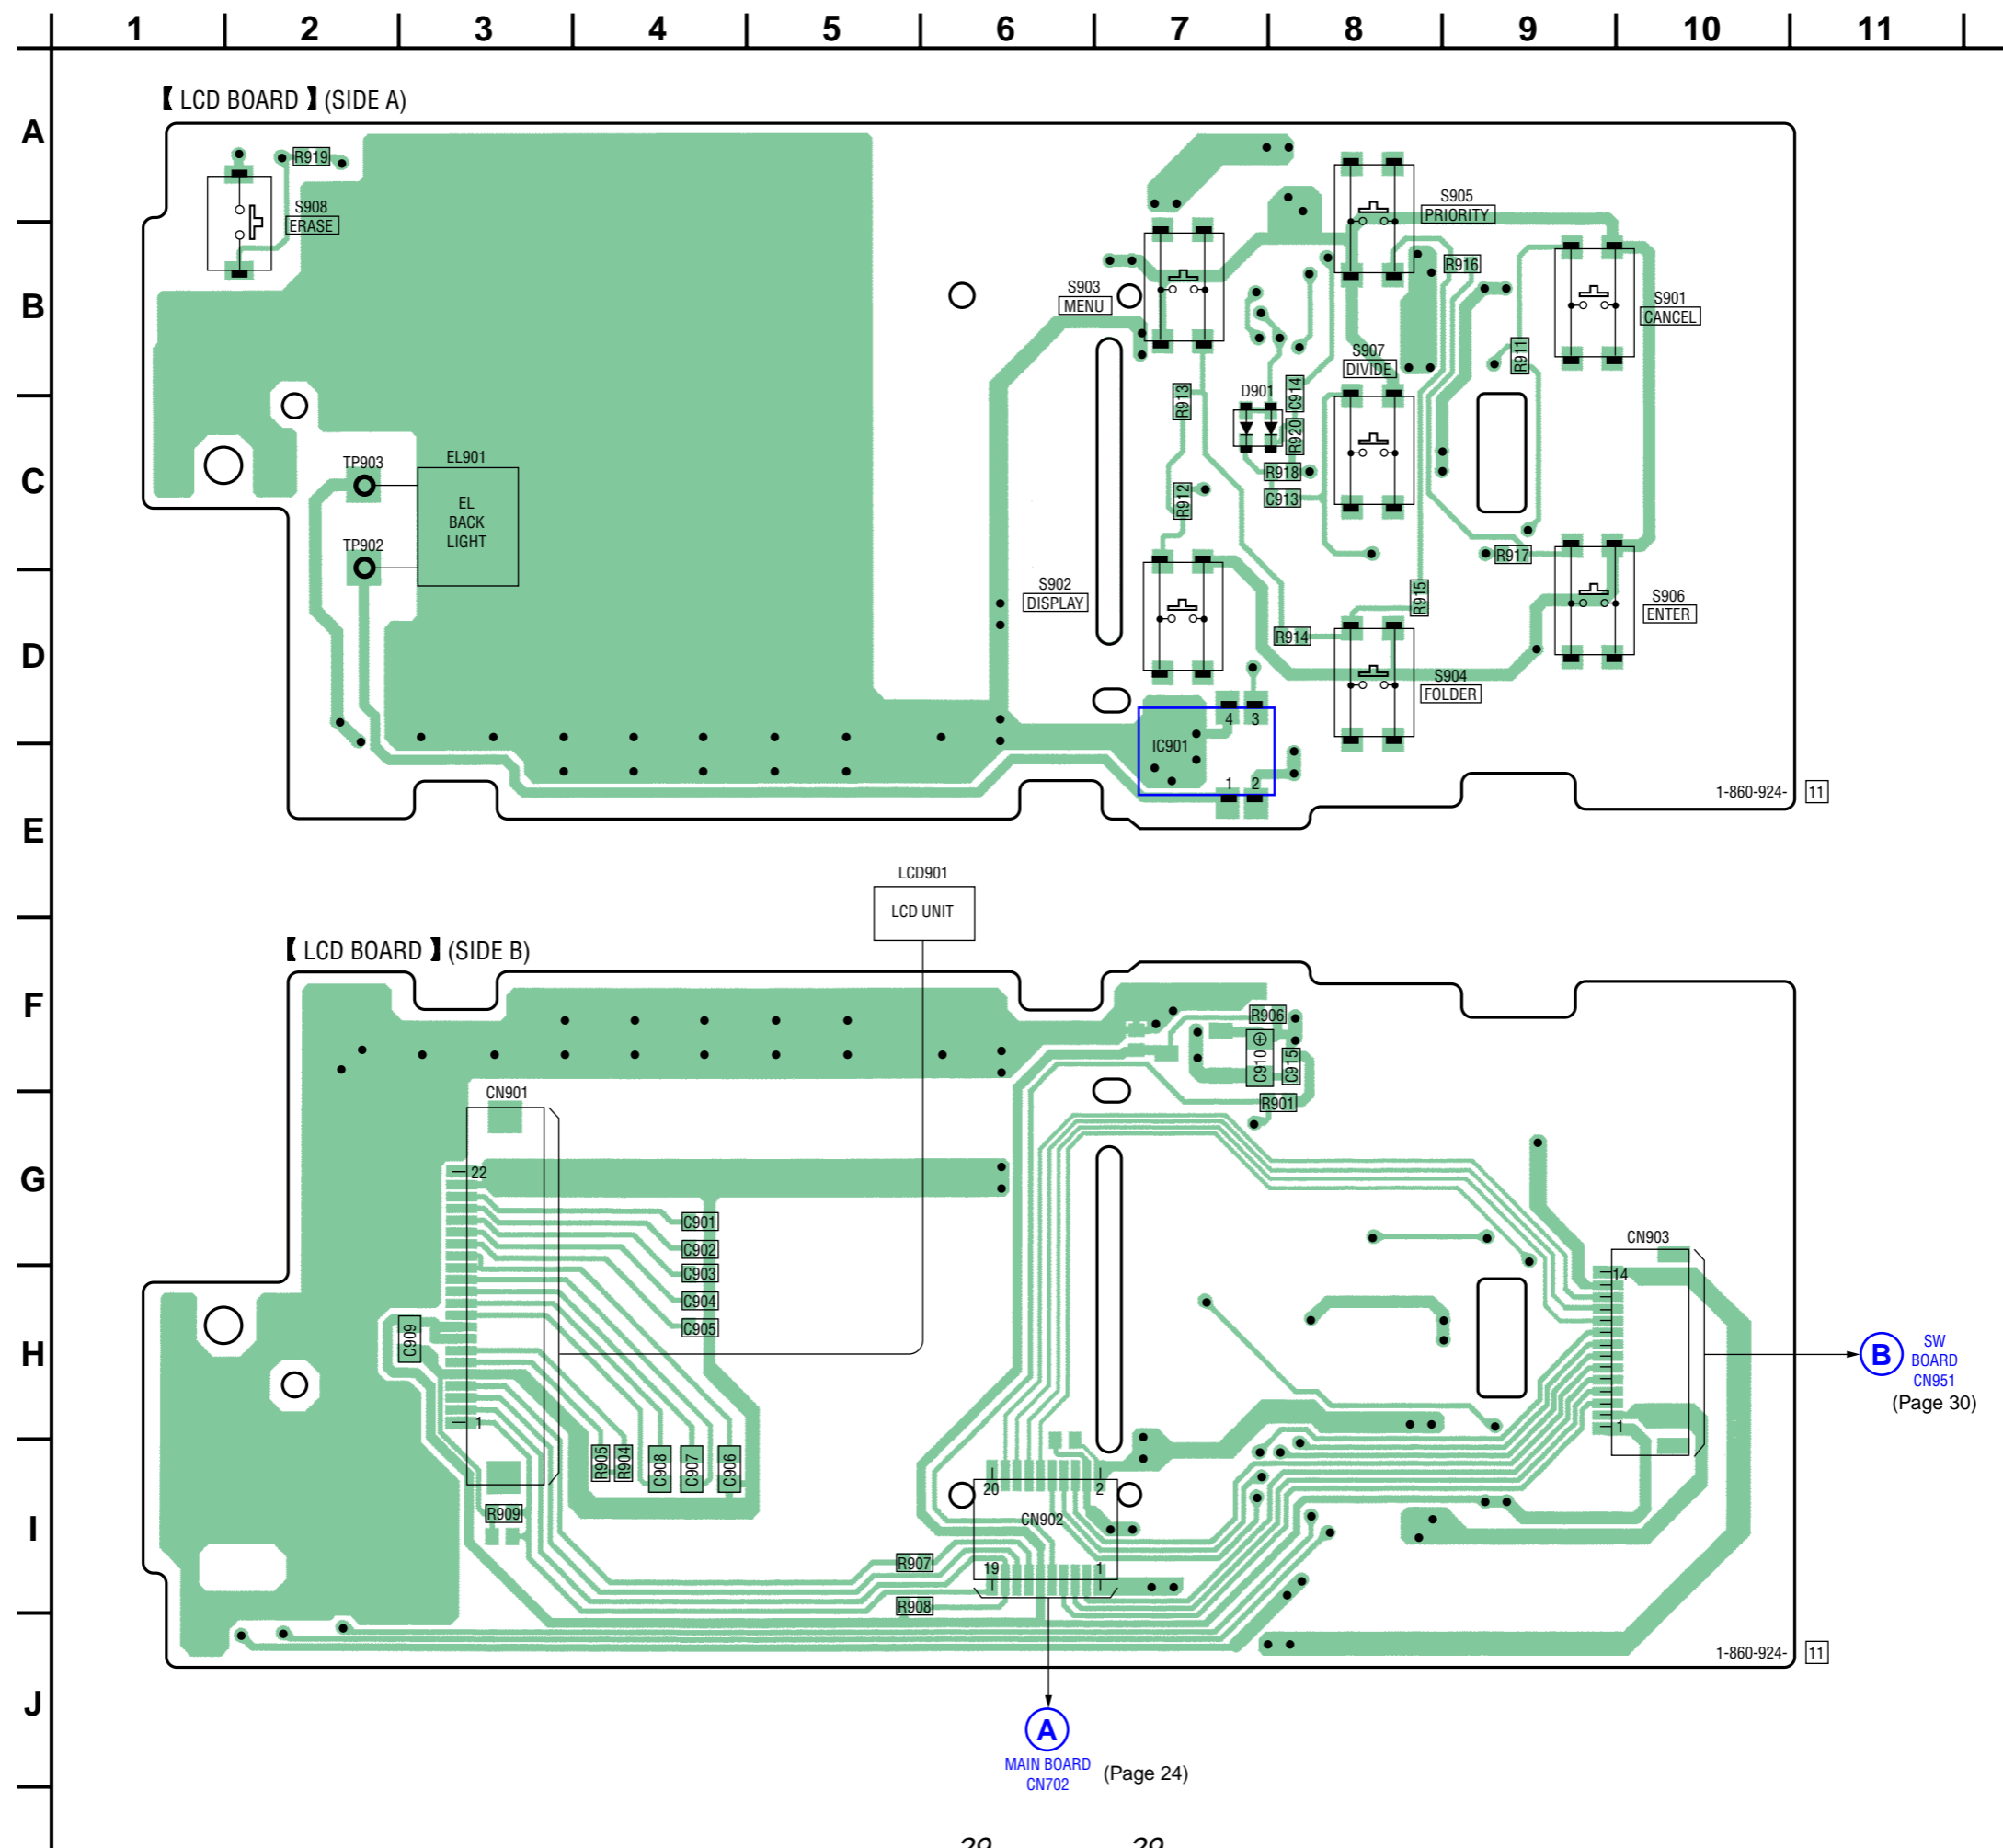 1 2 3 4 5 6 7 8 9 10 11
A
B
C
D
E
F
G
H
I
J
【 LCD BOARD 】 (SIDE A)
R919
S908
ERASE
S905
PRIORITY
R916
S903
MENU
S901
CANCEL
S907
DIVIDE
R911
D901
C914
R913
R920
TP903
EL901
EL
BACK
LIGHT
R918
C913
R912
TP902
R917
S902
DISPLAY
R915
S906
ENTER
R914
S904
FOLDER
4 3
IC901
1 2
1-860-924- 11
LCD901
LCD UNIT
【 LCD BOARD 】 (SIDE B)
R906
C910
C915
CN901
R901
22
C901
C902
CN903
C903
14
C904
C905
C909
B
SW
BOARD
CN951
(Page 30)
1
1
R905
R904
C908
C907
C906
20 2
R909
CN902
R907
19 1
R908
1-860-924- 11
A
MAIN BOARD
CN702
(Page 24)
29 29